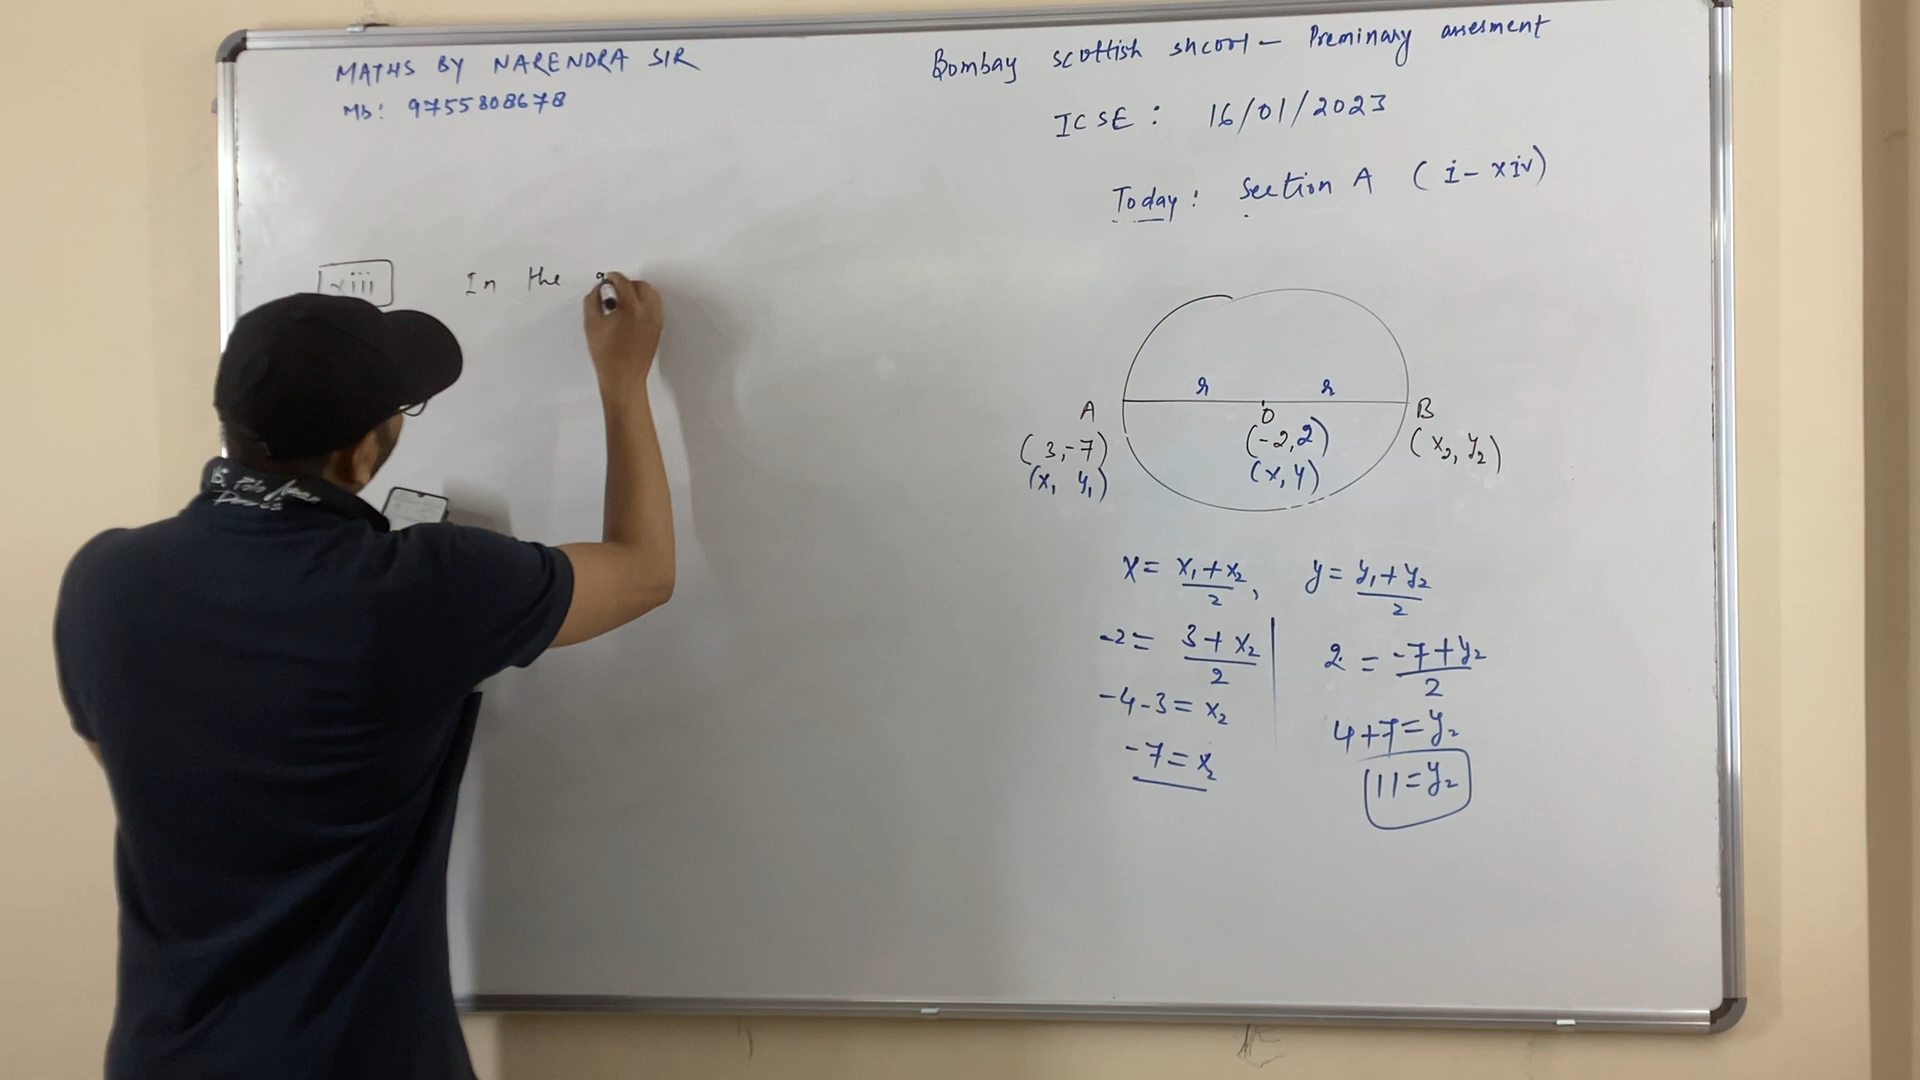 MATHS BY NARENDRA SIR
Mb: 9755808678
Bombay scottish shcool - Preminary assesment
ICSE: 16/01/2023
Today: Section A (i - xiv)
In the
r r
A O B
(3,-7) (-2,2) (x₂, y₂)
(x₁ y₁) (x, y)
x = x₁+x₂/2, y = y₁+y₂/2
-2 = 3+x₂/2 2 = -7+y₂/2
-4-3 = x₂ 4+7 = y₂
-7 = x₂ 11 = y₂